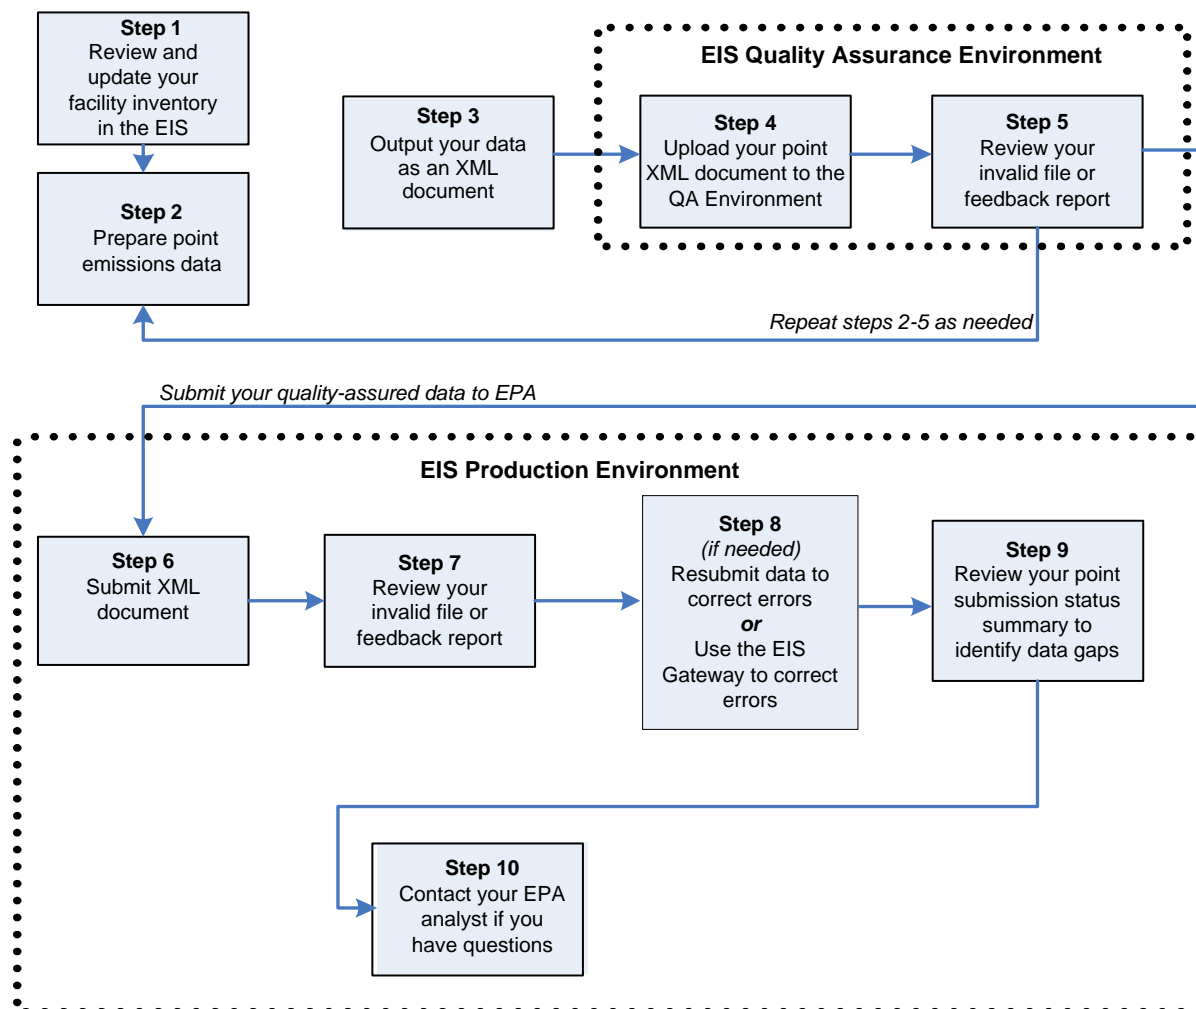 Step 1
Review and
update your
facility inventory
in the EIS
Step 2
Prepare point
emissions data
Step 3
Output your data
as an XML
document
EIS Quality Assurance Environment
Step 4
Upload your point
XML document to the
QA Environment
Step 5
Review your
invalid file or
feedback report
Repeat steps 2-5 as needed
Submit your quality-assured data to EPA
EIS Production Environment
Step 6
Submit XML
document
Step 7
Review your
invalid file or
feedback report
Step 8
(if needed)
Resubmit data to
correct errors
or
Use the EIS
Gateway to correct
errors
Step 9
Review your point
submission status
summary to
identify data gaps
Step 10
Contact your EPA
analyst if you
have questions